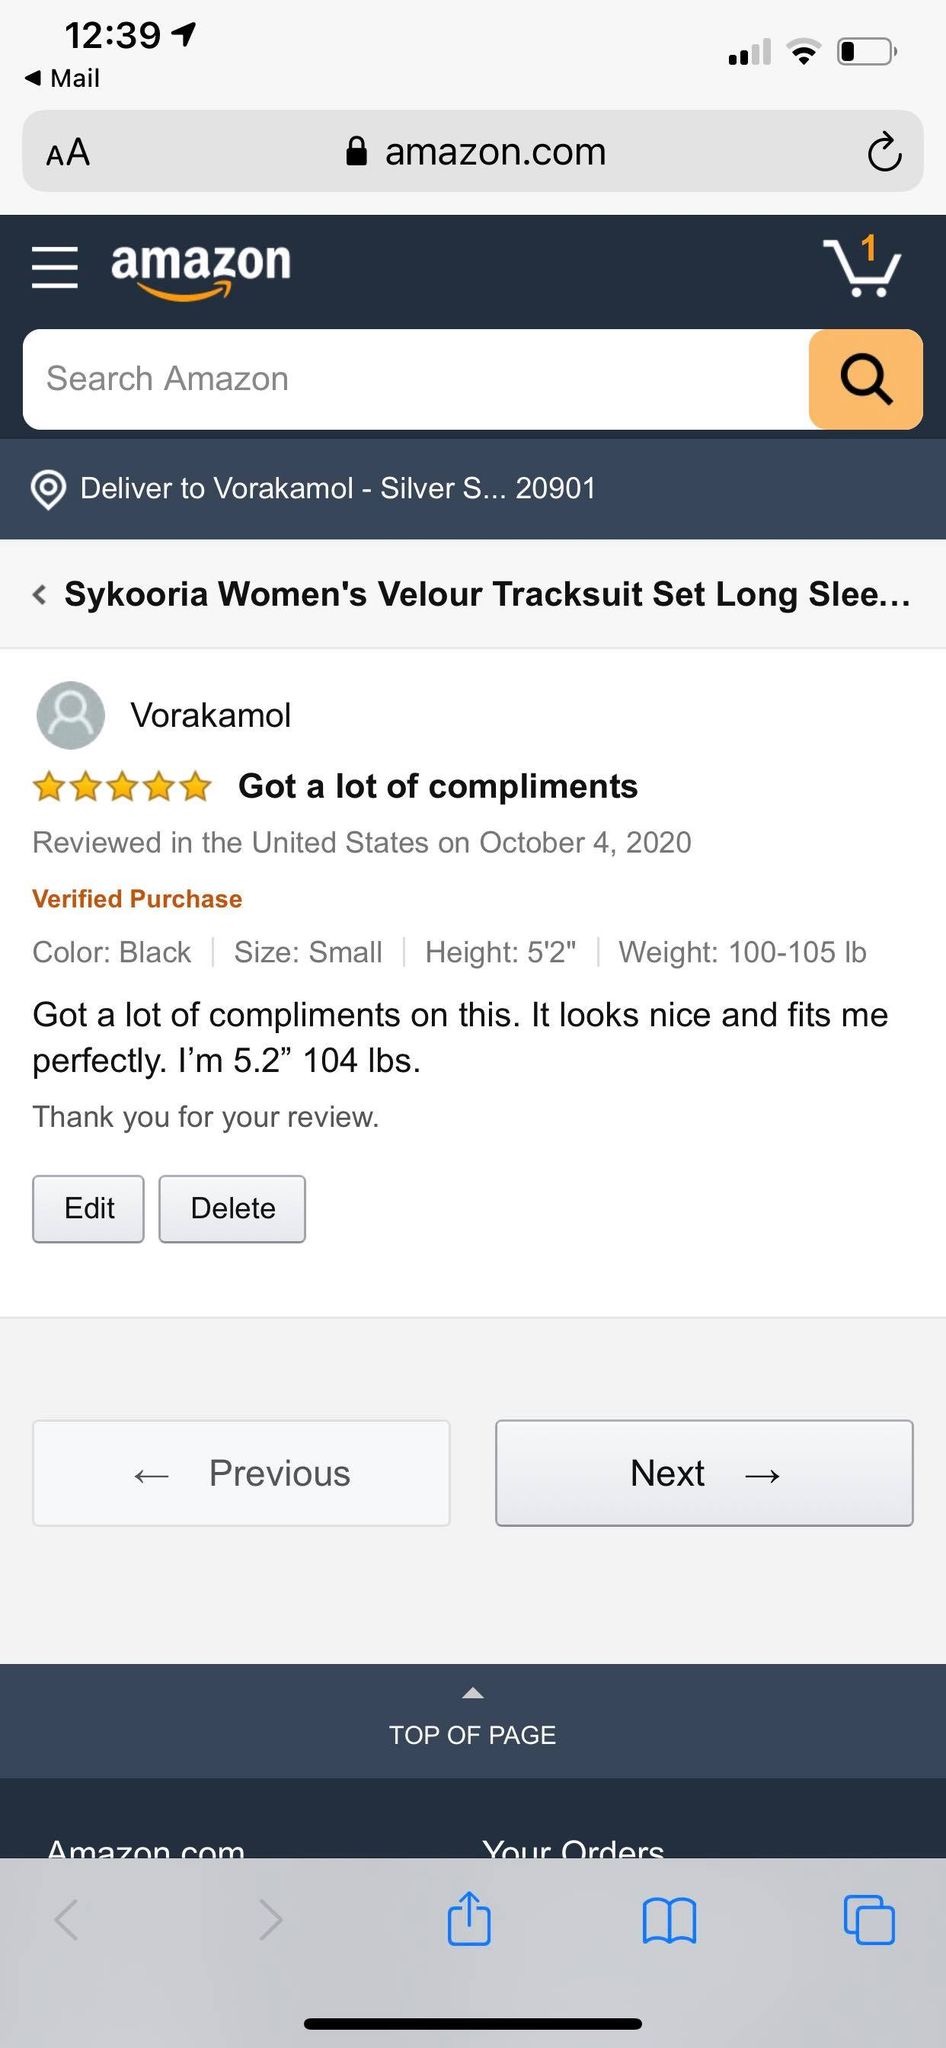 12:39
Mail
AA amazon.com
amazon 1
Search Amazon
Deliver to Vorakamol - Silver S... 20901
Sykooria Women's Velour Tracksuit Set Long Slee...
Vorakamol
Got a lot of compliments
Reviewed in the United States on October 4, 2020
Verified Purchase
Color: Black | Size: Small | Height: 5'2" | Weight: 100-105 lb
Got a lot of compliments on this. It looks nice and fits me
perfectly. I’m 5.2” 104 lbs.
Thank you for your review.
Edit Delete
← Previous Next →
TOP OF PAGE
Amazon.com Your Orders